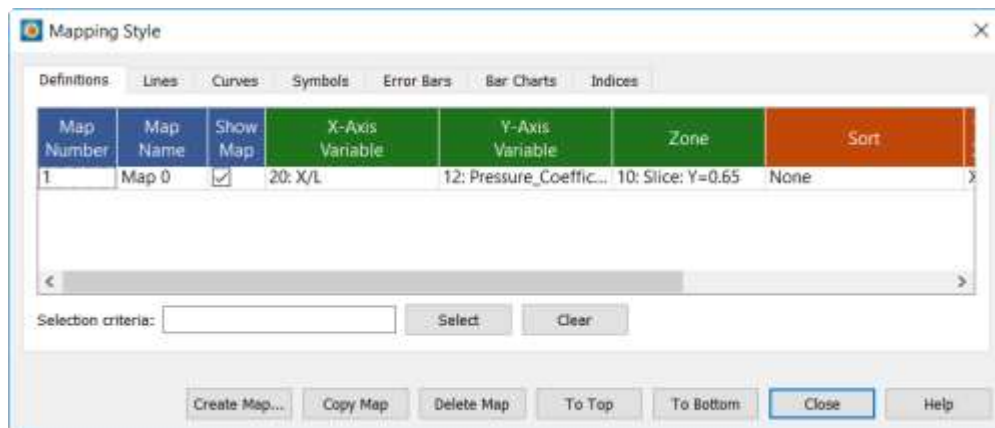 Mapping Style
Definitions Lines Curves Symbols Error Bars Bar Charts Indices
Map Number Map Name Show Map X-Axis Variable Y-Axis Variable Zone Sort
1 Map 0 20: X/L 12: Pressure_Coeffic... 10: Slice: Y=0.65 None
Selection criteria: Select Clear
Create Map... Copy Map Delete Map To Top To Bottom Close Help